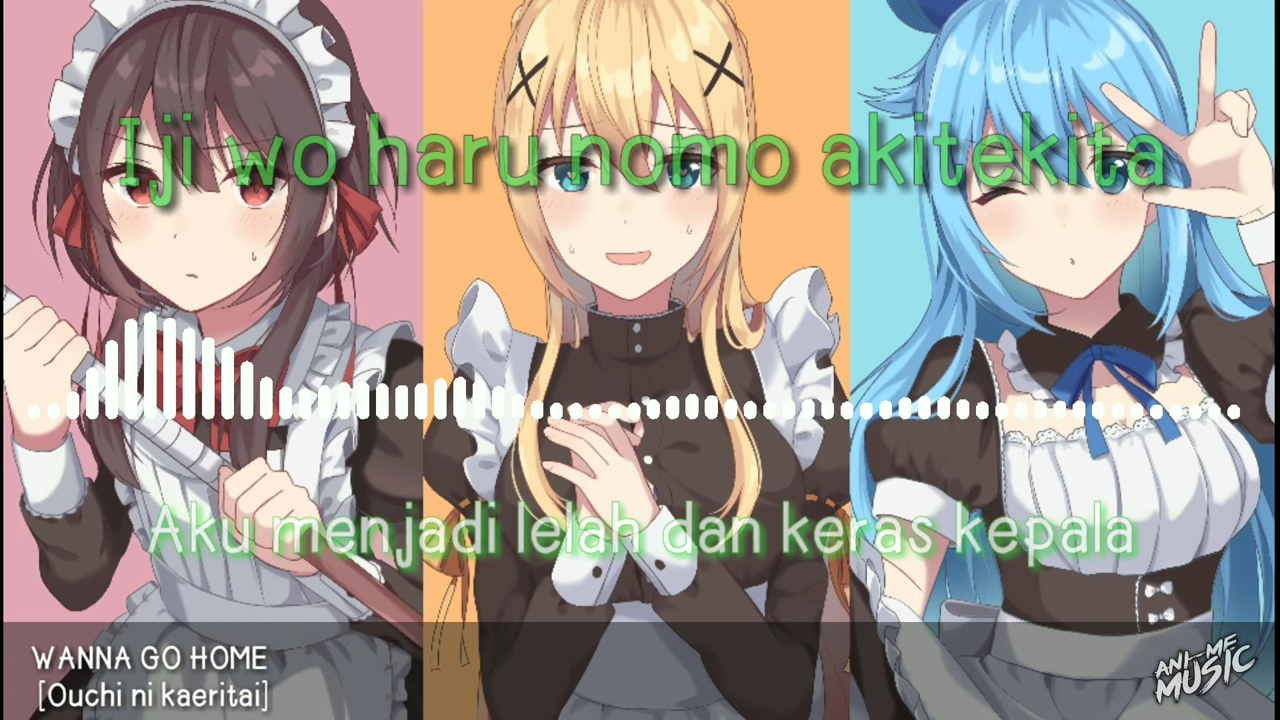 Iji wo haru nomo akitekita
Aku menjadi lelah dan keras kepala
WANNA GO HOME
[Ouchi ni kaeritai]
ANI-ME
MUSIC